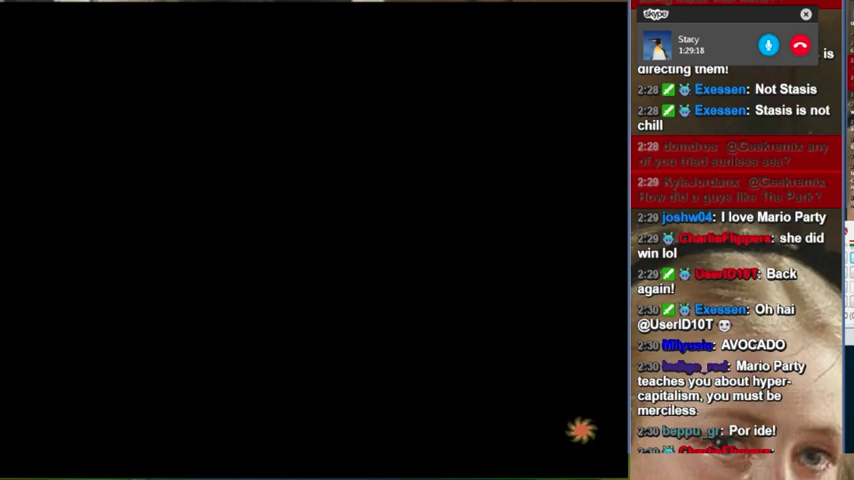 skype
Stacy
1:29:18
is
directing them!
2:28 Exessen: Not Stasis
2:28 Exessen: Stasis is not
chill
2:28 domdros: @Geekremix any
of you tried sunless sea?
2:29 KylaJordanx: @Geekremix
How did u guys like The Park?
2:29 joshw04: I love Mario Party
2:29 CharlieFlippers: she did
win lol
2:29 UserID10T: Back
again!
2:30 Exessen: Oh hai
@UserID10T
2:30 AVOCADO
2:30 indigo_red: Mario Party
teaches you about hyper-
capitalism, you must be
merciless.
2:30 beppu_gr: Por ide!
CharlieFlippers: